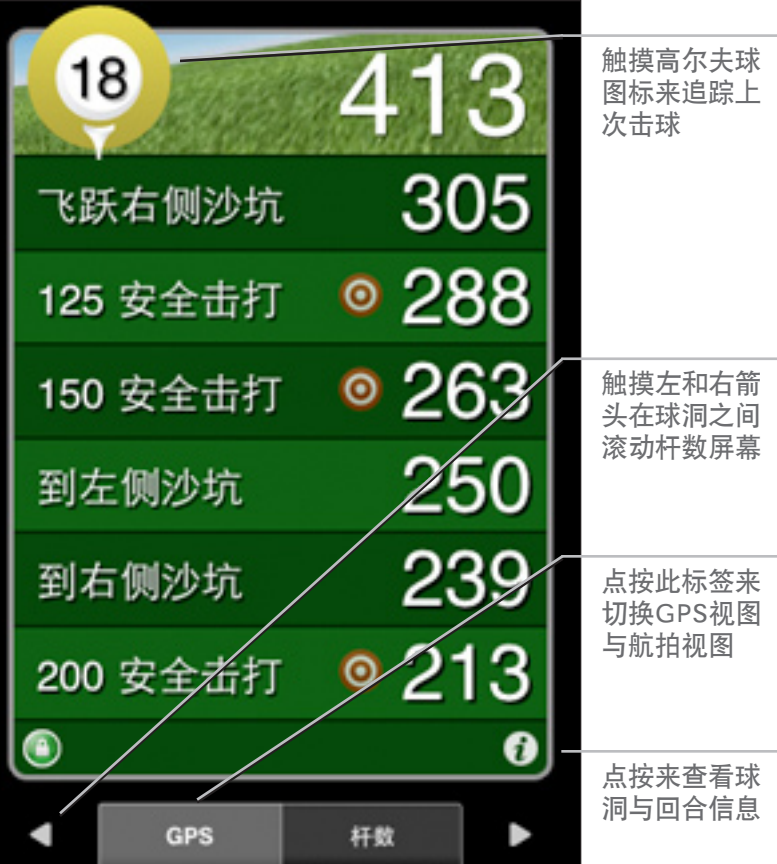 18
413
飞跃右侧沙坑 305
125 安全击打 288
150 安全击打 263
到左侧沙坑 250
到右侧沙坑 239
200 安全击打 213
i
GPS 杆数
触摸高尔夫球
图标来追踪上
次击球
触摸左和右箭
头在球洞之间
滚动杆数屏幕
点按此标签来
切换GPS视图
与航拍视图
点按来查看球
洞与回合信息